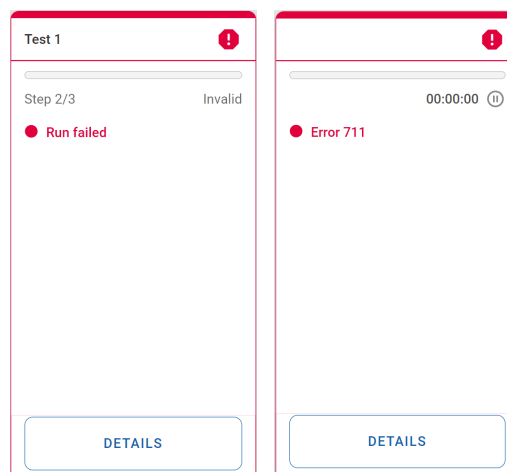 Test 1
Step 2/3
Invalid
Run failed
DETAILS
00:00:00
Error 711
DETAILS